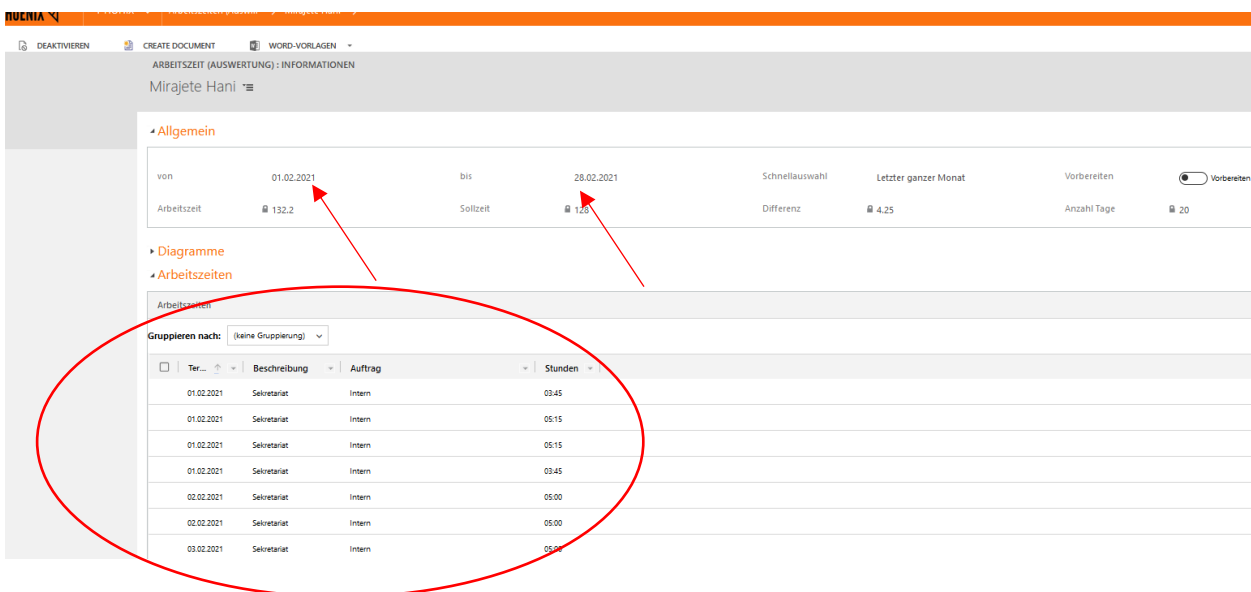 DEAKTIVIEREN CREATE DOCUMENT WORD-VORLAGEN
ARBEITSZEIT (AUSWERTUNG) : INFORMATIONEN
Mirajete Hani
Allgemein
von 01.02.2021 bis 28.02.2021 Schnellauswahl Letzter ganzer Monat Vorbereiten Vorbereiten
Arbeitszeit 132.2 Sollzeit 128 Differenz 4.25 Anzahl Tage 20
Diagramme
Arbeitszeiten
Arbeitszeiten
Gruppieren nach: (keine Gruppierung)
Ter... Beschreibung Auftrag Stunden
01.02.2021 Sekretariat Intern 03:45
01.02.2021 Sekretariat Intern 05:15
01.02.2021 Sekretariat Intern 05:15
01.02.2021 Sekretariat Intern 03:45
02.02.2021 Sekretariat Intern 05:00
02.02.2021 Sekretariat Intern 05:00
03.02.2021 Sekretariat Intern 05:00